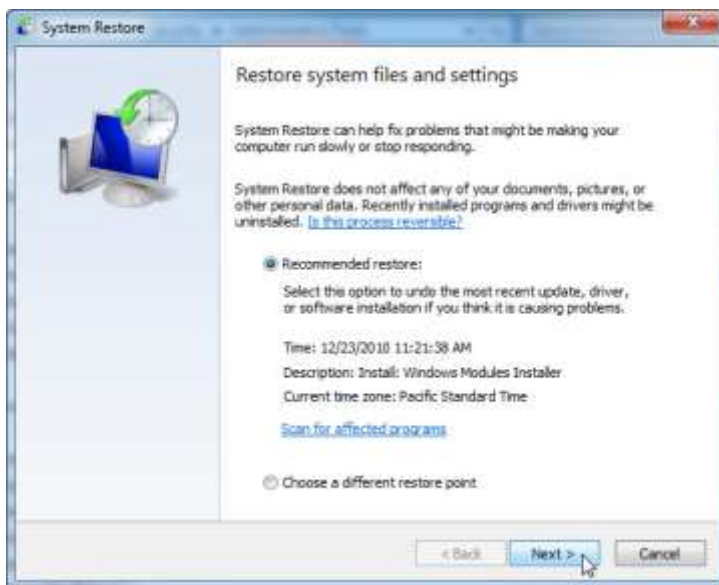 System Restore
Restore system files and settings
System Restore can help fix problems that might be making your
computer run slowly or stop responding.
System Restore does not affect any of your documents, pictures, or
other personal data. Recently installed programs and drivers might be
uninstalled. Is this process reversible?
Recommended restore:
Select this option to undo the most recent update, driver,
or software installation if you think it is causing problems.
Time: 12/23/2010 11:21:38 AM
Description: Install: Windows Modules Installer
Current time zone: Pacific Standard Time
Scan for affected programs
Choose a different restore point
< Back Next > Cancel